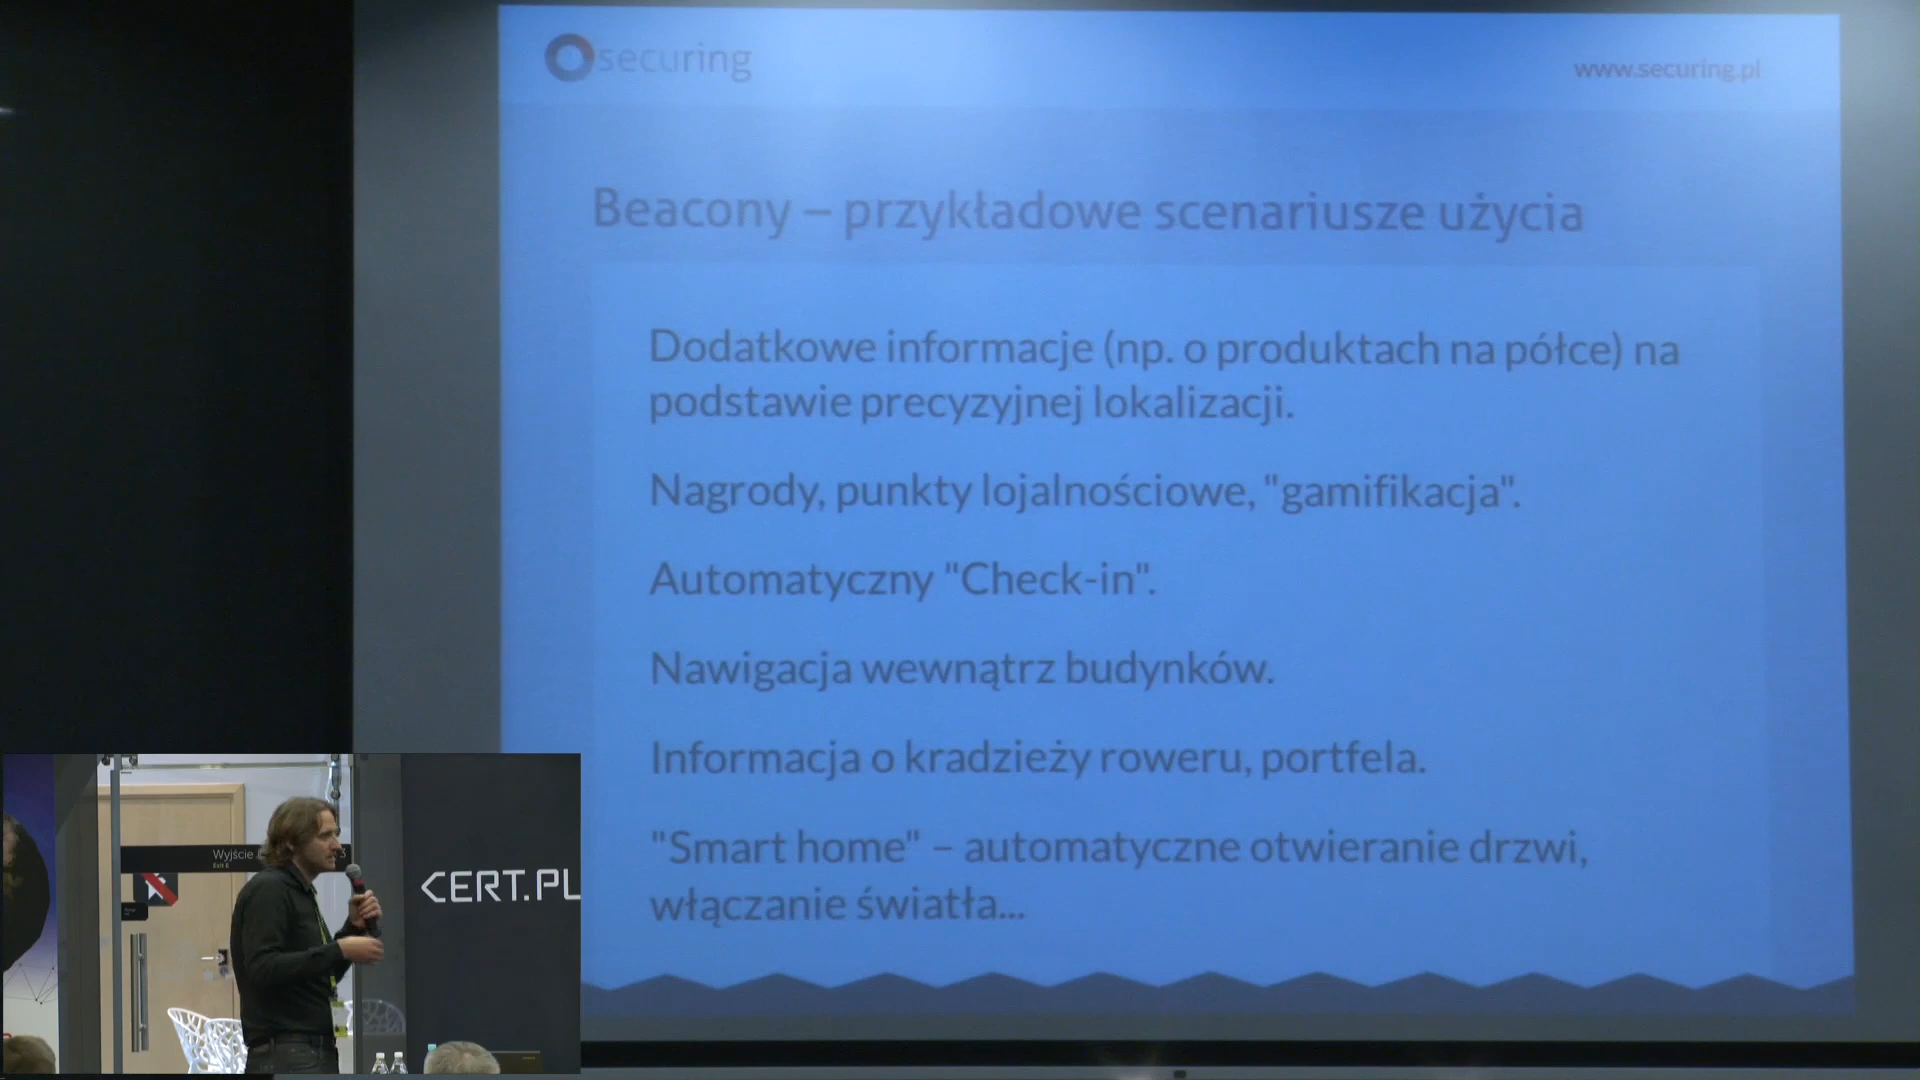 securing
www.securing.pl
Beacony – przykładowe scenariusze użycia
Dodatkowe informacje (np. o produktach na półce) na
podstawie precyzyjnej lokalizacji.
Nagrody, punkty lojalnościowe, "gamifikacja".
Automatyczny "Check-in".
Nawigacja wewnątrz budynków.
Informacja o kradzieży roweru, portfela.
"Smart home" – automatyczne otwieranie drzwi,
włączanie światła...
Wyjście
3
CERT.PL